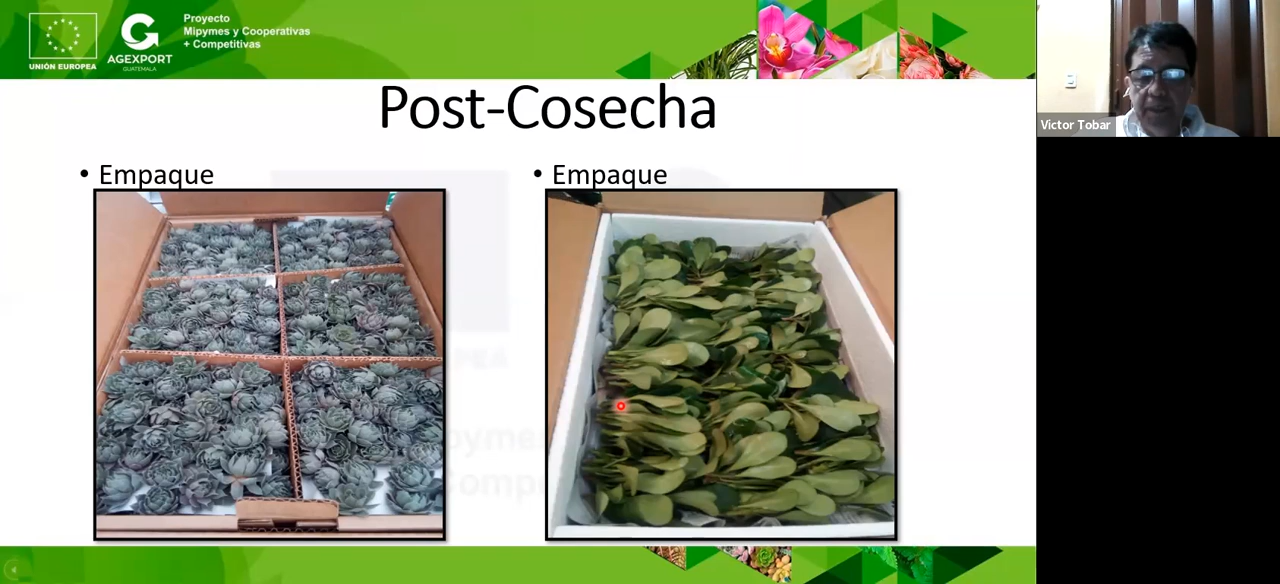 Proyecto
Mipymes y Cooperativas
+ Competitivas
UNIÓN EUROPEA
AGEXPORT
GUATEMALA
Victor Tobar
Post-Cosecha
• Empaque
• Empaque